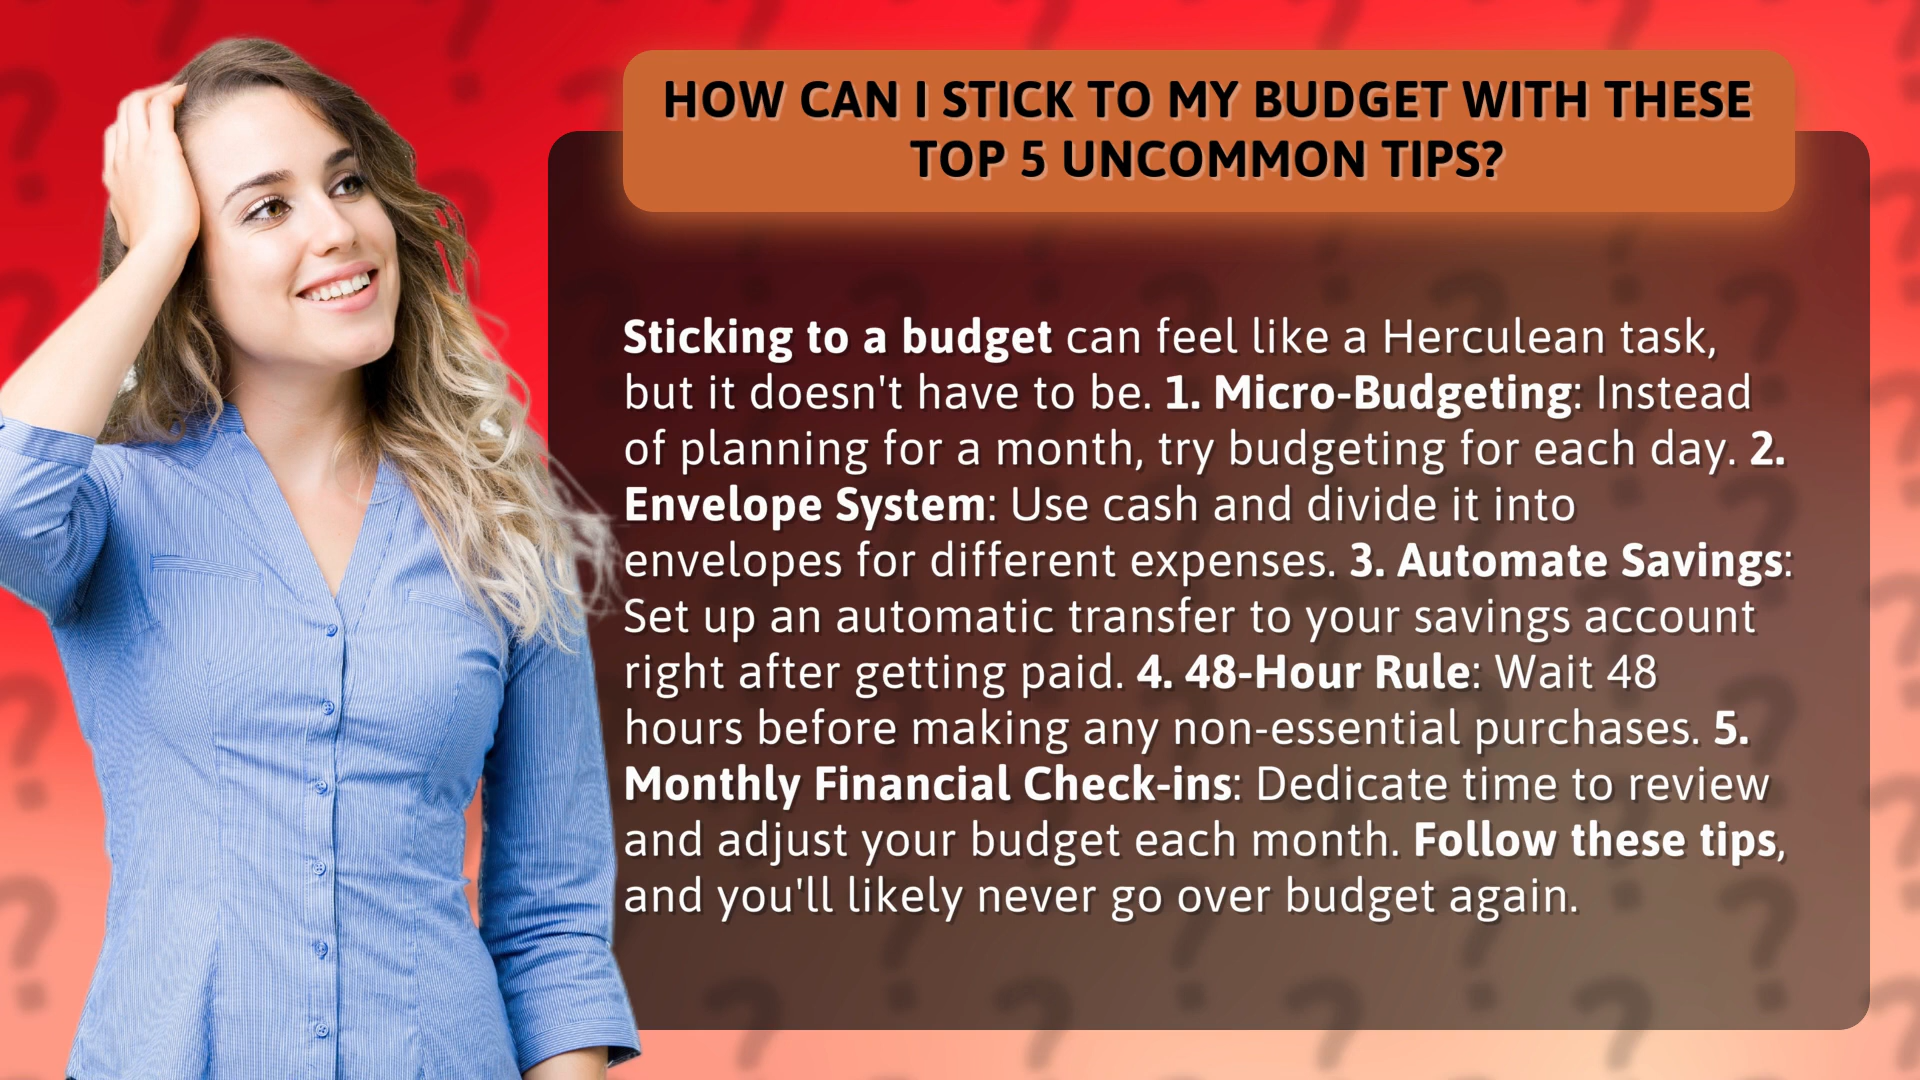 HOW CAN I STICK TO MY BUDGET WITH THESE
TOP 5 UNCOMMON TIPS?
Sticking to a budget can feel like a Herculean task,
but it doesn't have to be. 1. Micro-Budgeting: Instead
of planning for a month, try budgeting for each day. 2.
Envelope System: Use cash and divide it into
envelopes for different expenses. 3. Automate Savings:
Set up an automatic transfer to your savings account
right after getting paid. 4. 48-Hour Rule: Wait 48
hours before making any non-essential purchases. 5.
Monthly Financial Check-ins: Dedicate time to review
and adjust your budget each month. Follow these tips,
and you'll likely never go over budget again.